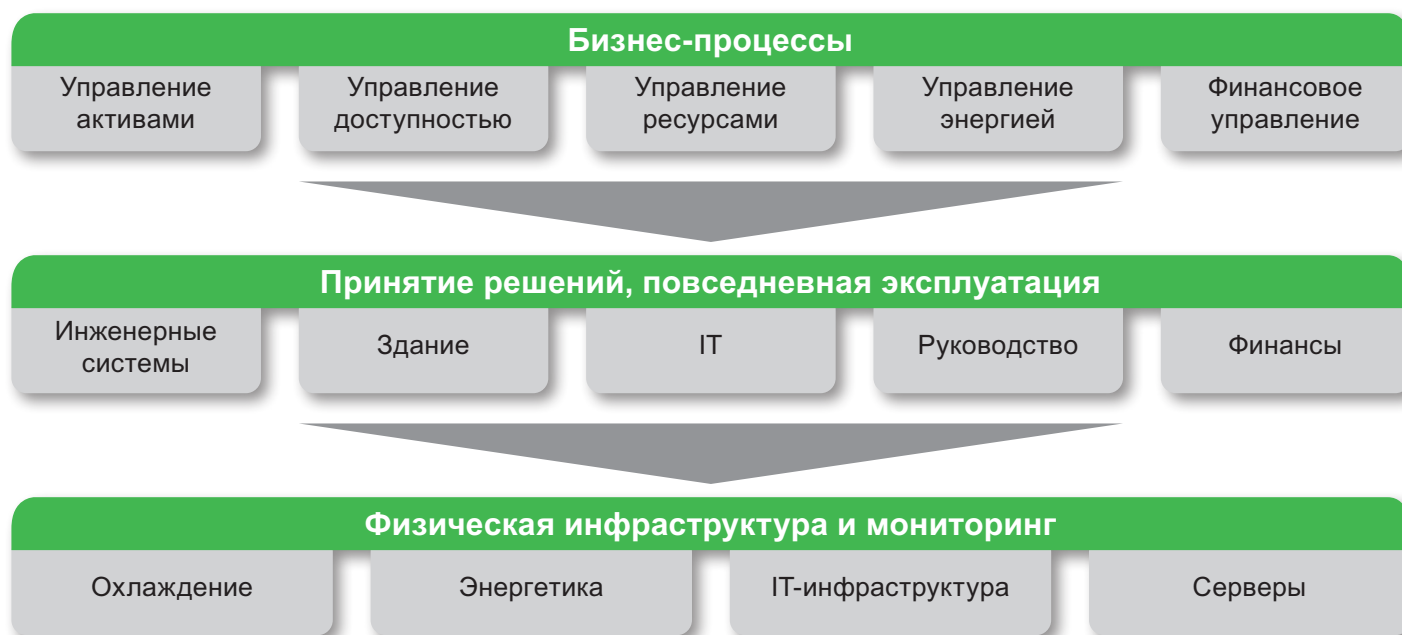 Бизнес-процессы
Управление
активами
Управление
доступностью
Управление
ресурсами
Управление
энергией
Финансовое
управление
Принятие решений, повседневная эксплуатация
Инженерные
системы
Здание
IT
Руководство
Финансы
Физическая инфраструктура и мониторинг
Охлаждение
Энергетика
IT-инфраструктура
Серверы